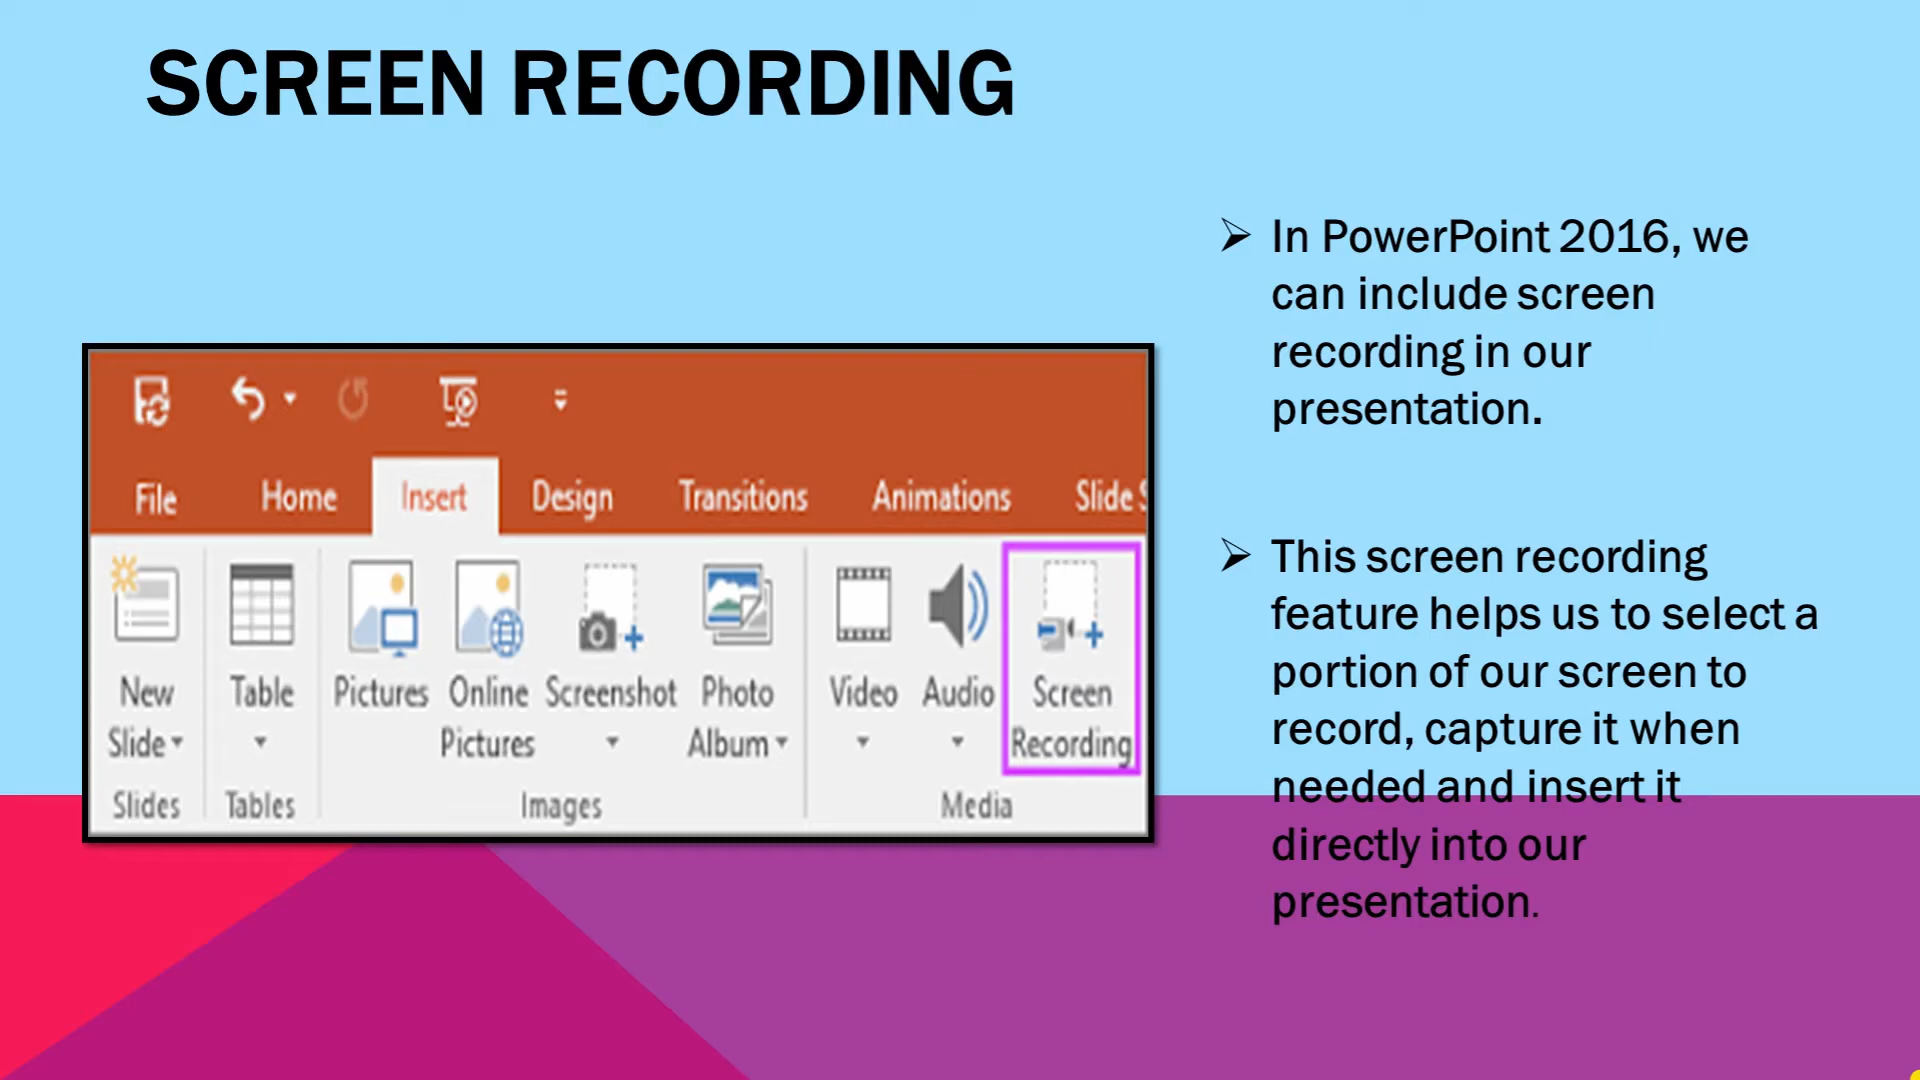 SCREEN RECORDING
File Home Insert Design Transitions Animations Slide S
New Table Pictures Online Screenshot Photo Video Audio Screen
Slide Pictures Album Recording
Slides Tables Images Media
In PowerPoint 2016, we
can include screen
recording in our
presentation.
This screen recording
feature helps us to select a
portion of our screen to
record, capture it when
needed and insert it
directly into our
presentation.